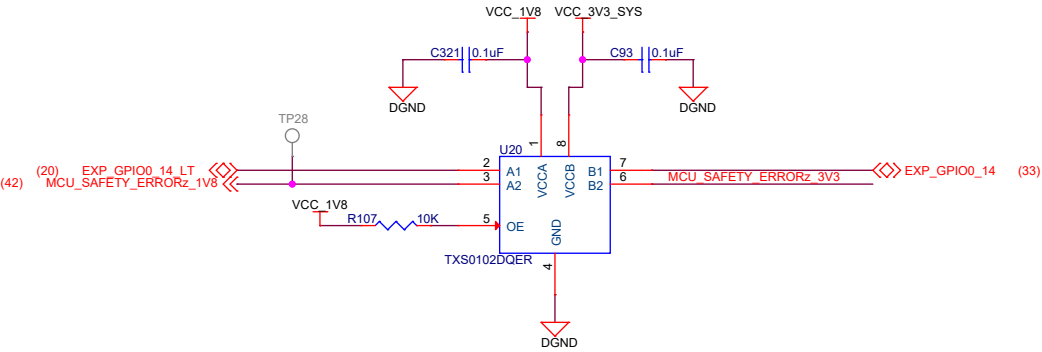 VCC_1V8
VCC_3V3_SYS
C321
0.1uF
C93
0.1uF
DGND
DGND
TP28
U20
1
8
(20)
EXP_GPIO0_14_LT
2
A1
VCCA
VCCB
B1
7
EXP_GPIO0_14
(33)
(42)
MCU_SAFETY_ERRORz_1V8
3
A2
B2
6
MCU_SAFETY_ERRORz_3V3
VCC_1V8
R107
10K
5
OE
GND
TXS0102DQER
4
DGND